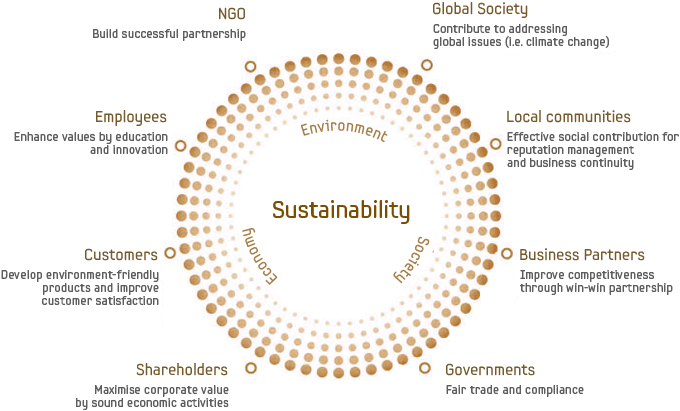 NGO
Build successful partnership
Global Society
Contribute to addressing
global issues (i.e. climate change)
Employees
Enhance values by education
and innovation
Local communities
Effective social contribution for
reputation management
and business continuity
Environment
Sustainability
Economy
Society
Customers
Develop environment-friendly
products and improve
customer satisfaction
Business Partners
Improve competitiveness
through win-win partnership
Shareholders
Maximise corporate value
by sound economic activities
Governments
Fair trade and compliance